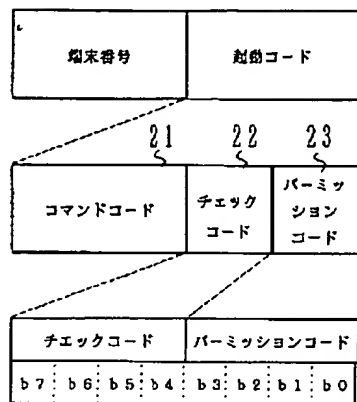 端末番号 起動コード
21 22 23
コマンドコード チェックコード パーミッションコード
チェックコード パーミッションコード
b7 b6 b5 b4 b3 b2 b1 b0